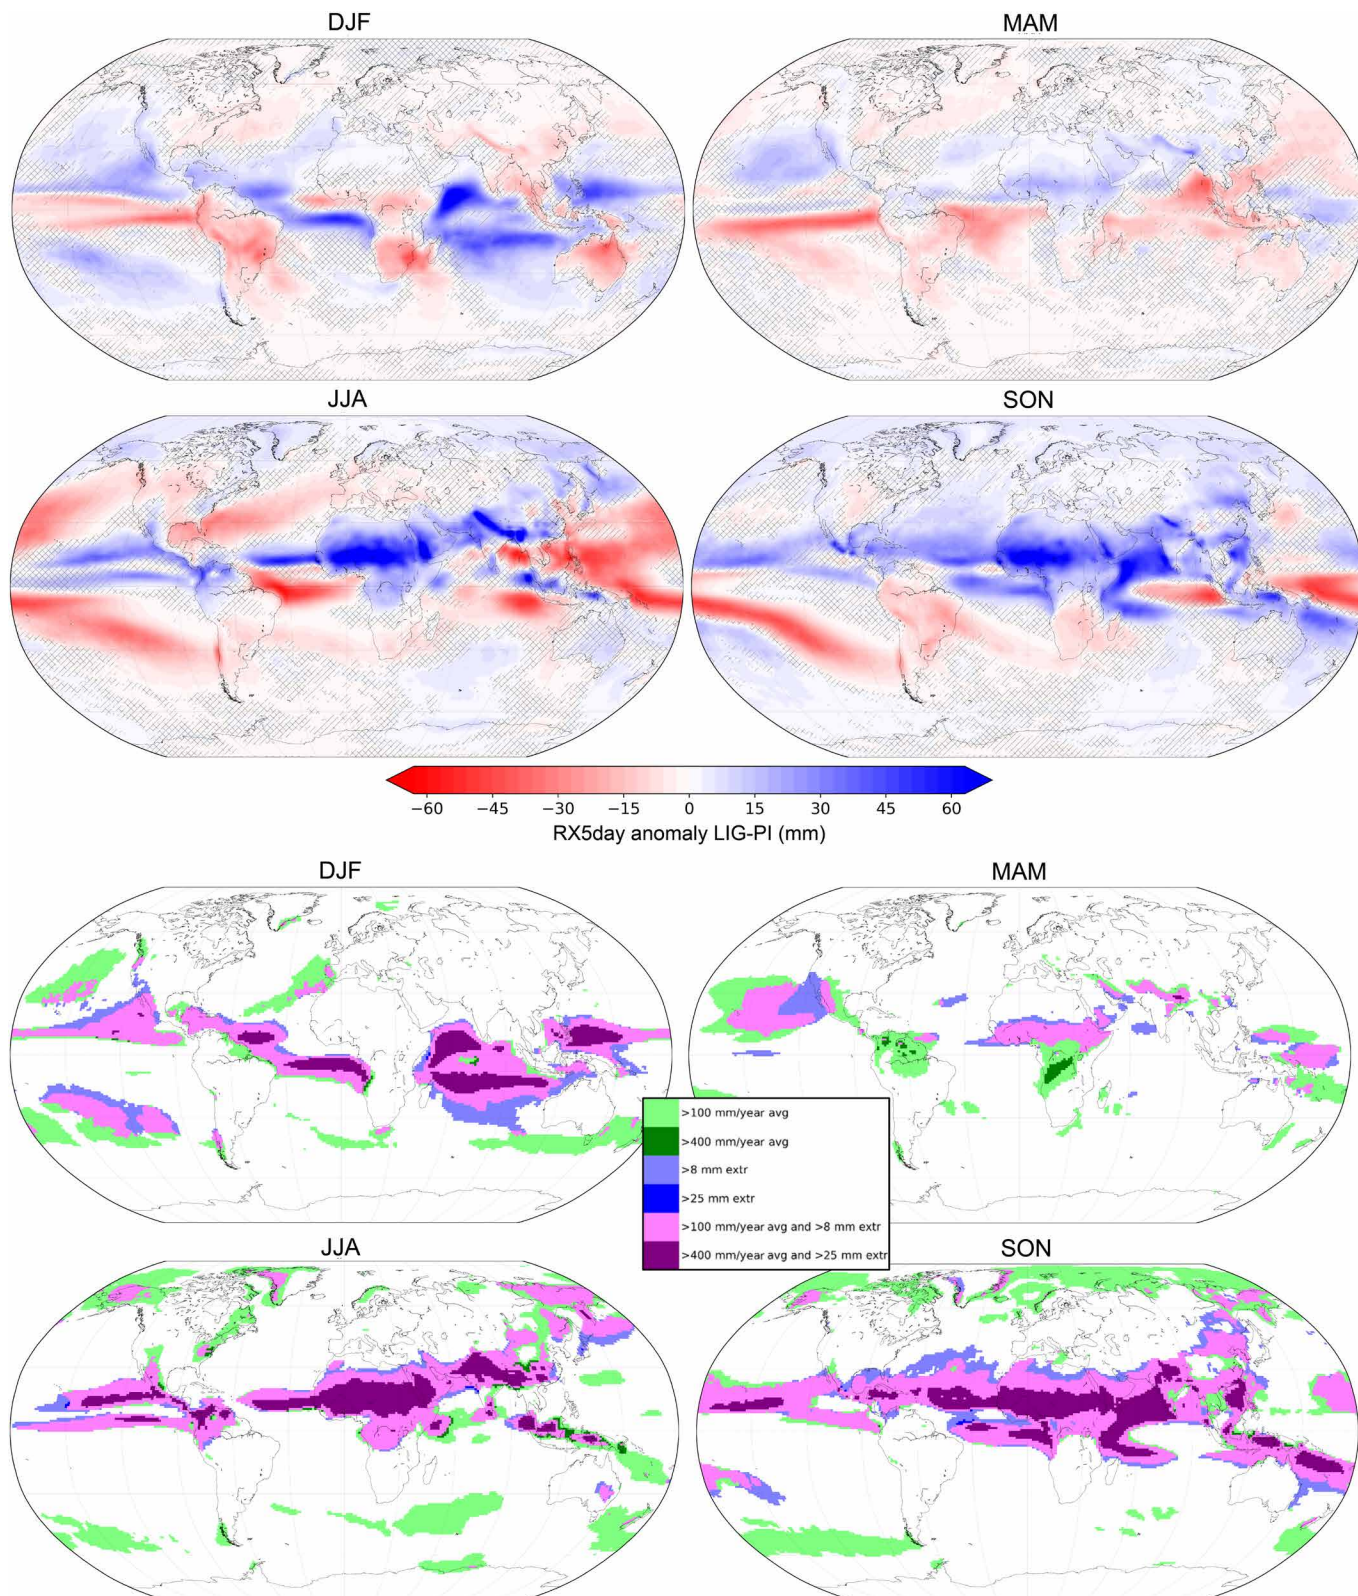 DJF
MAM
JJA
SON
−60 −45 −30 −15 0 15 30 45 60
RX5day anomaly LIG-PI (mm)
DJF
MAM
>100 mm/year avg
>400 mm/year avg
>8 mm extr
>25 mm extr
>100 mm/year avg and >8 mm extr
>400 mm/year avg and >25 mm extr
JJA
SON